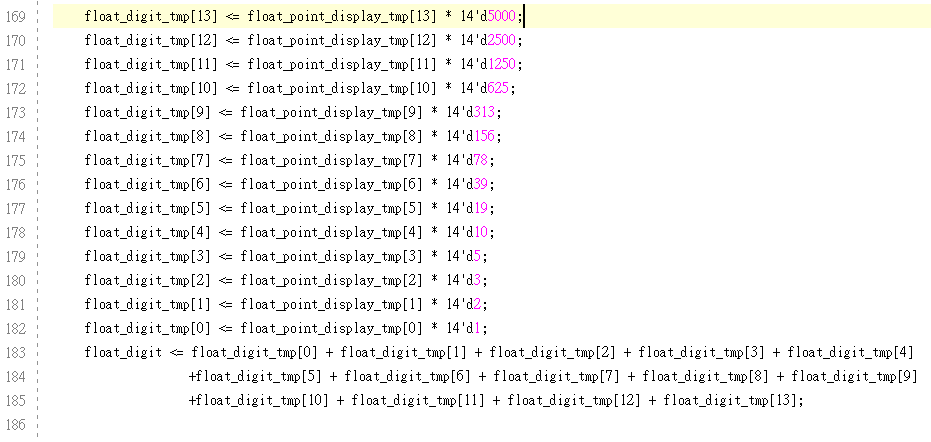 169 float_digit_tmp[13] <= float_point_display_tmp[13] * 14'd5000;
170 float_digit_tmp[12] <= float_point_display_tmp[12] * 14'd2500;
171 float_digit_tmp[11] <= float_point_display_tmp[11] * 14'd1250;
172 float_digit_tmp[10] <= float_point_display_tmp[10] * 14'd625;
173 float_digit_tmp[9] <= float_point_display_tmp[9] * 14'd313;
174 float_digit_tmp[8] <= float_point_display_tmp[8] * 14'd156;
175 float_digit_tmp[7] <= float_point_display_tmp[7] * 14'd78;
176 float_digit_tmp[6] <= float_point_display_tmp[6] * 14'd39;
177 float_digit_tmp[5] <= float_point_display_tmp[5] * 14'd19;
178 float_digit_tmp[4] <= float_point_display_tmp[4] * 14'd10;
179 float_digit_tmp[3] <= float_point_display_tmp[3] * 14'd5;
180 float_digit_tmp[2] <= float_point_display_tmp[2] * 14'd3;
181 float_digit_tmp[1] <= float_point_display_tmp[1] * 14'd2;
182 float_digit_tmp[0] <= float_point_display_tmp[0] * 14'd1;
183 float_digit <= float_digit_tmp[0] + float_digit_tmp[1] + float_digit_tmp[2] + float_digit_tmp[3] + float_digit_tmp[4]
184 +float_digit_tmp[5] + float_digit_tmp[6] + float_digit_tmp[7] + float_digit_tmp[8] + float_digit_tmp[9]
185 +float_digit_tmp[10] + float_digit_tmp[11] + float_digit_tmp[12] + float_digit_tmp[13];
186